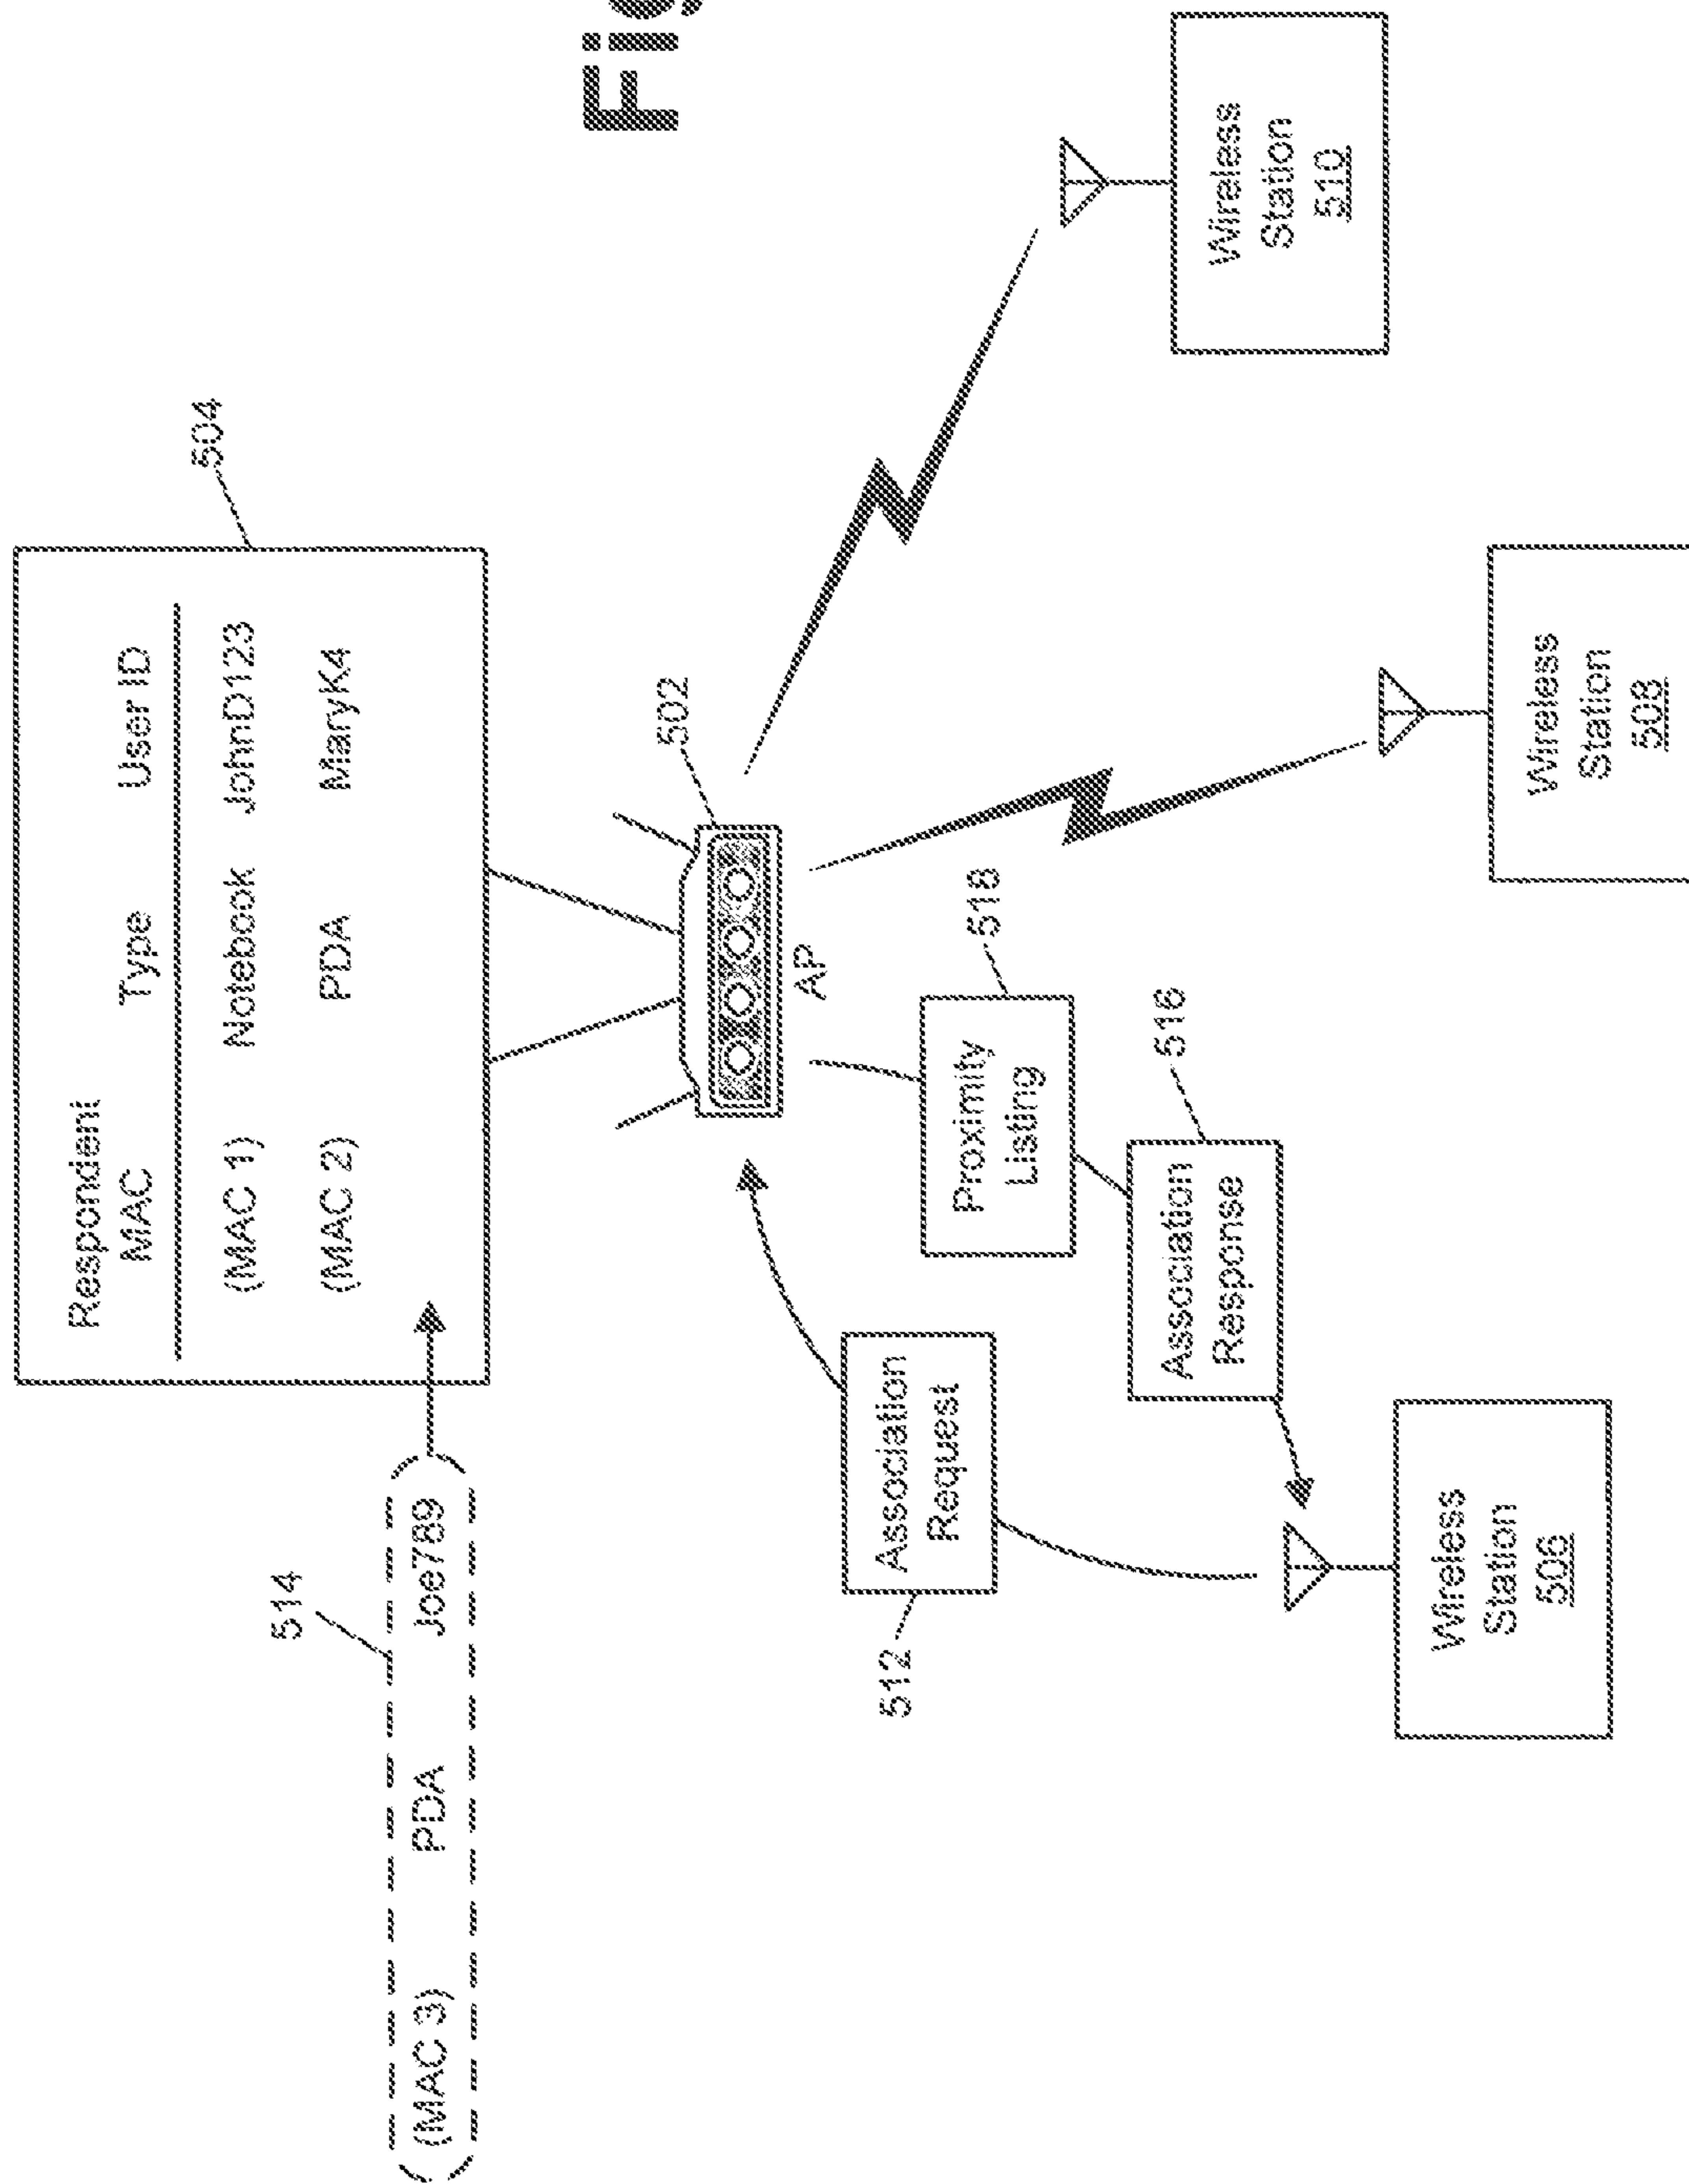 Respondent
MAC Type User ID
(MAC 1) Notebook JohnD123
(MAC 2) PDA MaryK4
504
514
(MAC 3) PDA Joe789
Fig
502
AP
512
Association
Request
Proximity
Listing
518
Association
Response
516
Wireless
Station
506
Wireless
Station
508
Wireless
Station
510